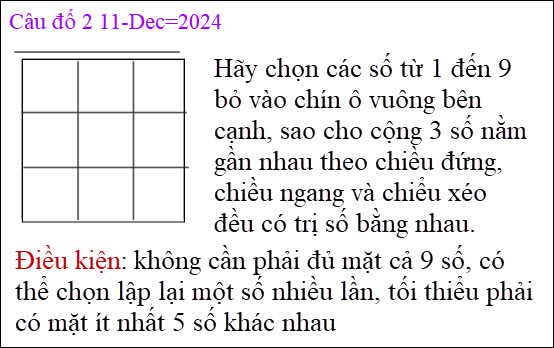 Câu đố 2 11-Dec=2024
Hãy chọn các số từ 1 đến 9
bỏ vào chín ô vuông bên
cạnh, sao cho cộng 3 số nằm
gần nhau theo chiều đứng,
chiều ngang và chiểu xéo
đều có trị số bằng nhau.
Điều kiện: không cần phải đủ mặt cả 9 số, có
thể chọn lập lại một số nhiều lần, tối thiểu phải
có mặt ít nhất 5 số khác nhau